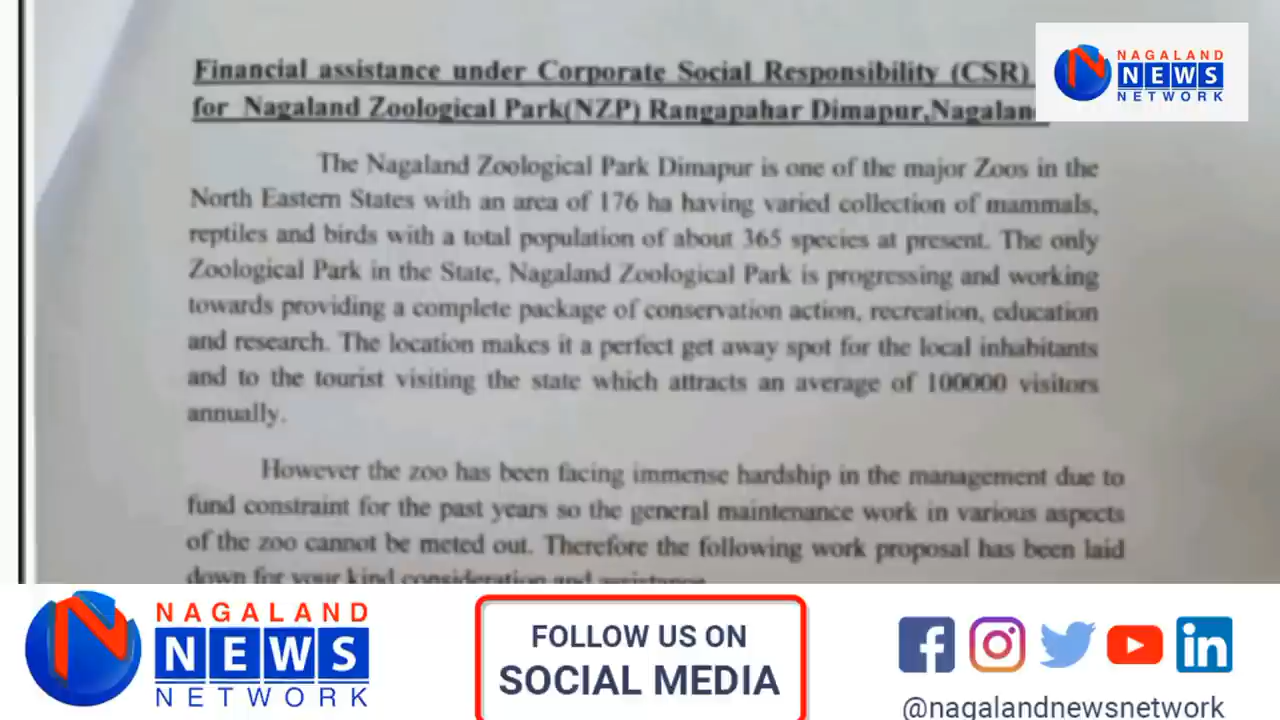 Financial assistance under Corporate Social Responsibility (CSR)
for Nagaland Zoological Park(NZP) Rangapahar Dimapur,Nagalan
NAGALAND
NEWS
NETWORK
The Nagaland Zoological Park Dimapur is one of the major Zoos in the
North Eastern States with an area of 176 ha having varied collection of mammals,
reptiles and birds with a total population of about 365 species at present. The only
Zoological Park in the State, Nagaland Zoological Park is progressing and working
towards providing a complete package of conservation action, recreation, education
and research. The location makes it a perfect get away spot for the local inhabitants
and to the tourist visiting the state which attracts an average of 100000 visitors
annually.
However the zoo has been facing immense hardship in the management due to
fund constraint for the past years so the general maintenance work in various aspects
of the zoo cannot be meted out. Therefore the following work proposal has been laid
down for your kind consideration and assistance
NAGALAND
NEWS
NETWORK
FOLLOW US ON
SOCIAL MEDIA
@nagalandnewsnetwork